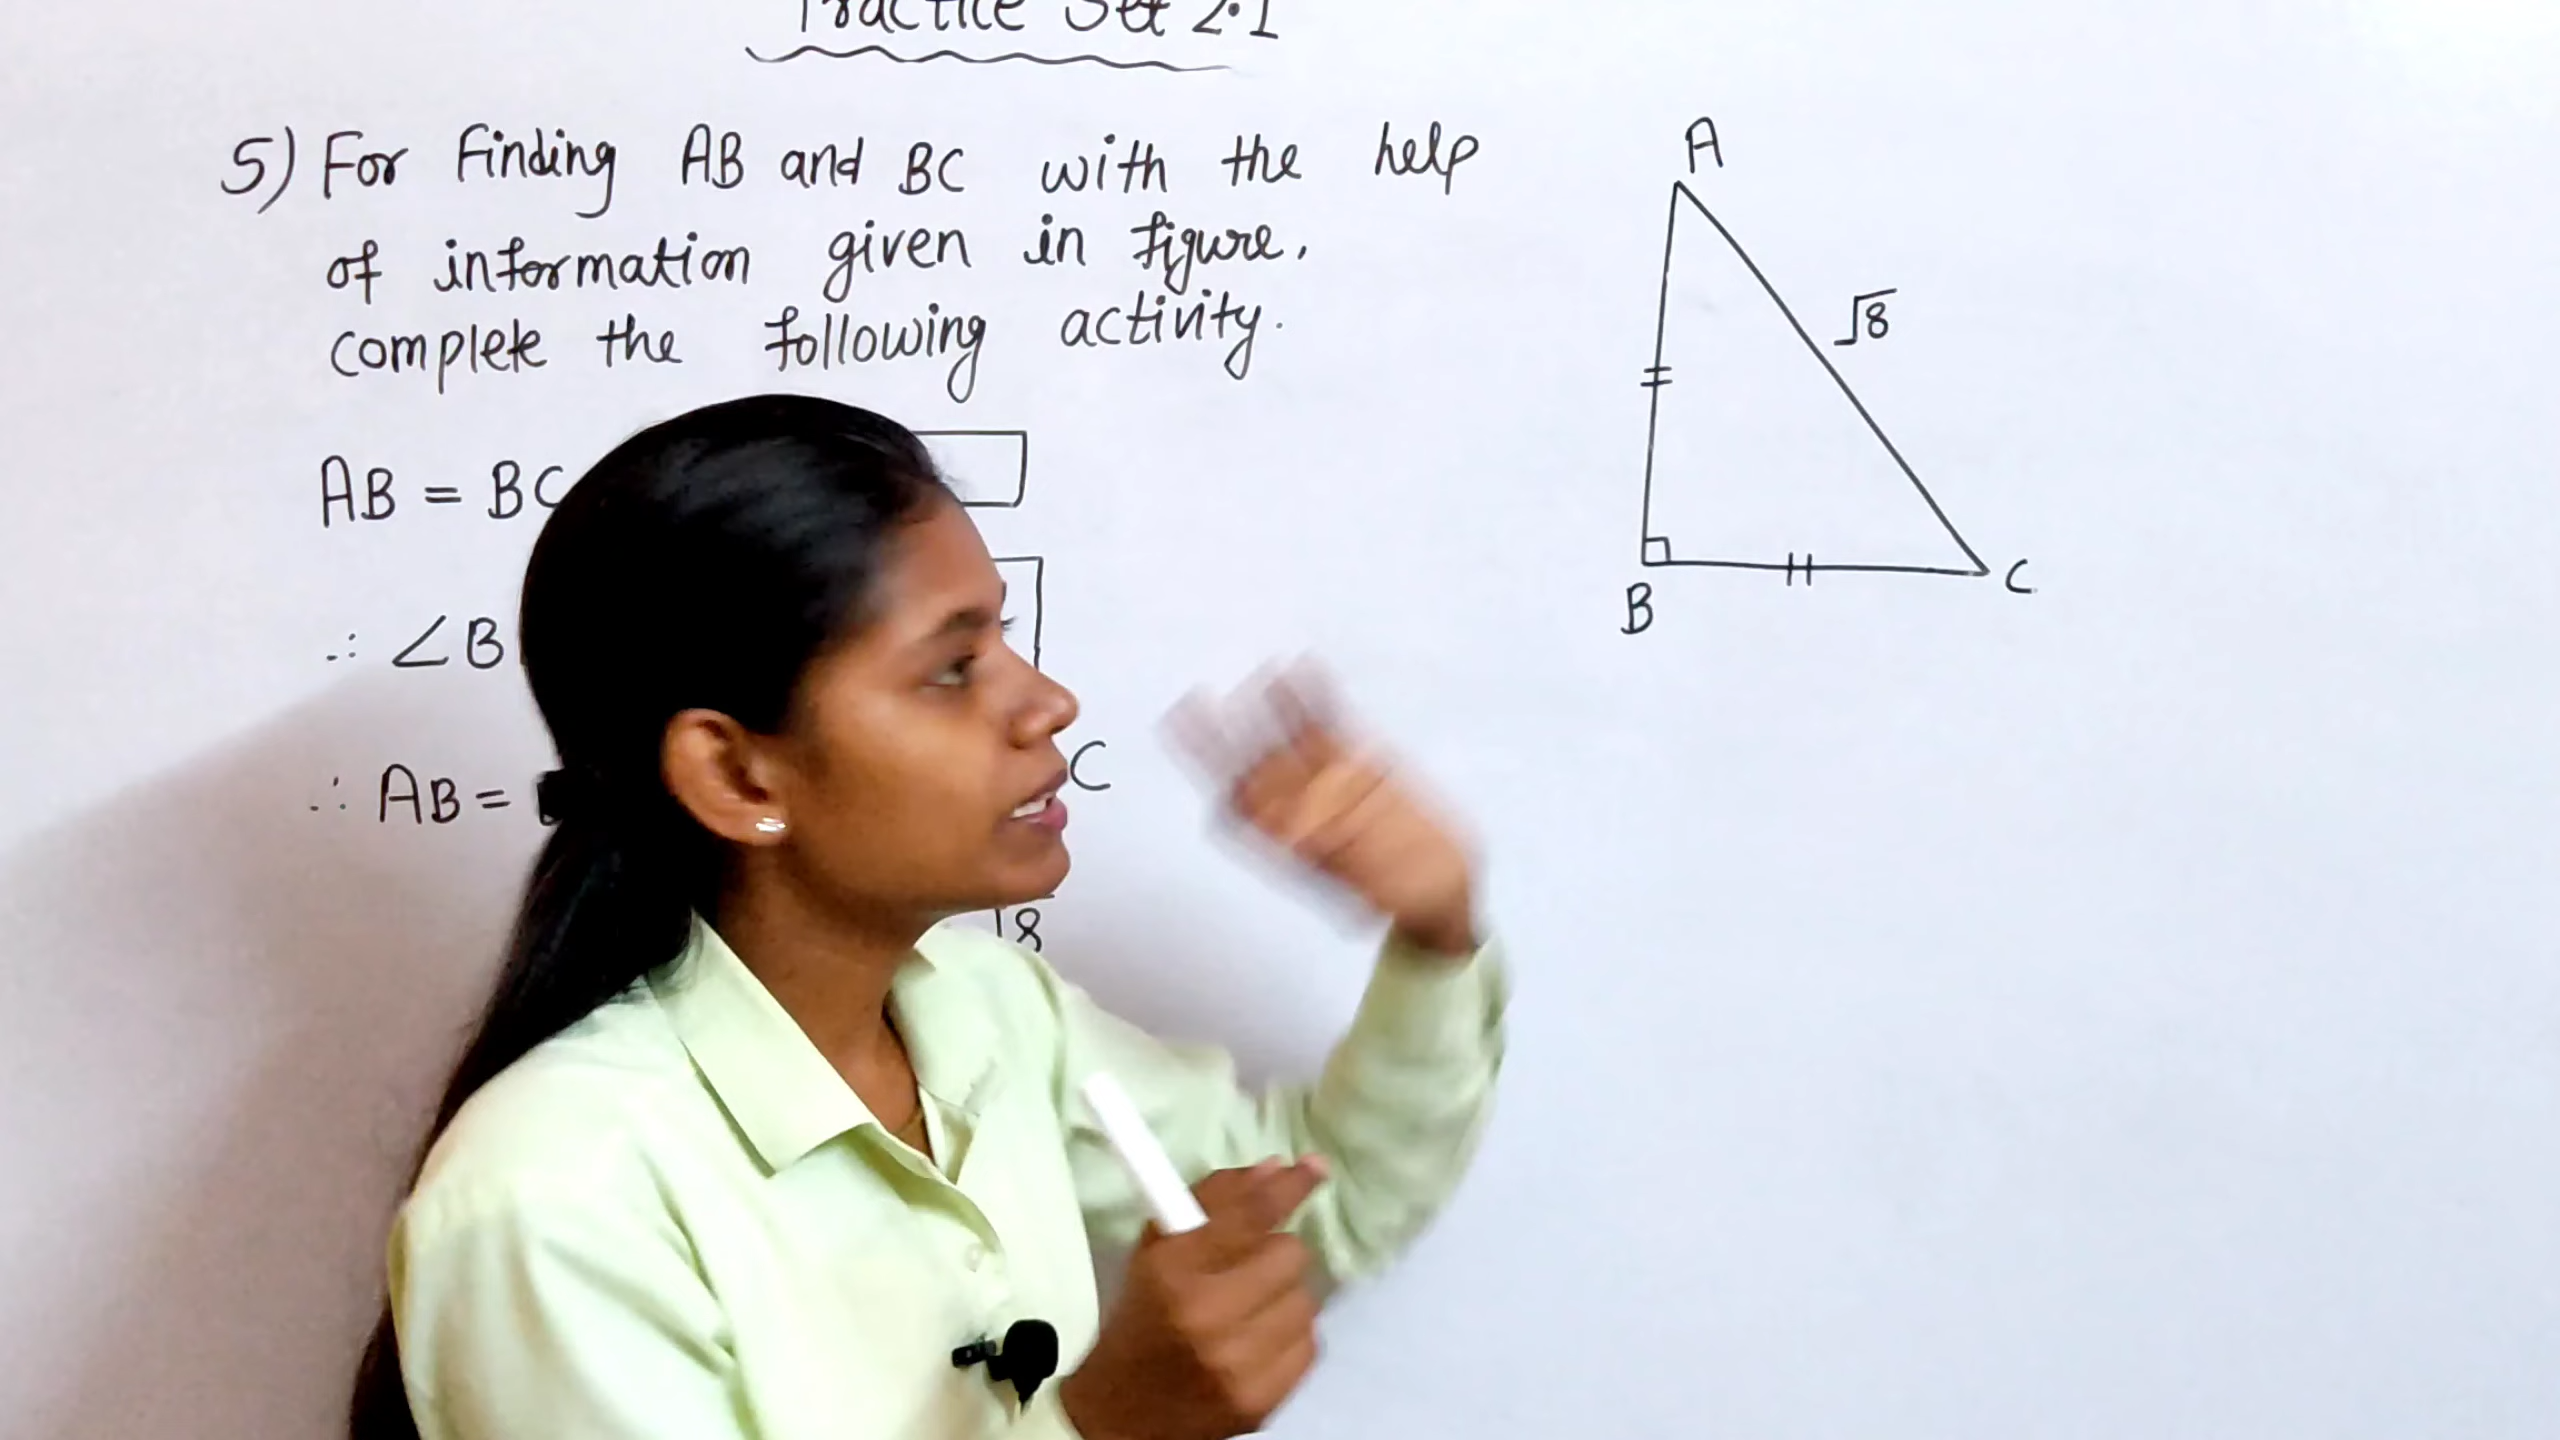 Practice Set 2.1
5) For Finding AB and BC with the help
of information given in figure,
complete the following activity.
AB = BC
∴ ∠B
∴ AB = C
√8
A
√8
B
C